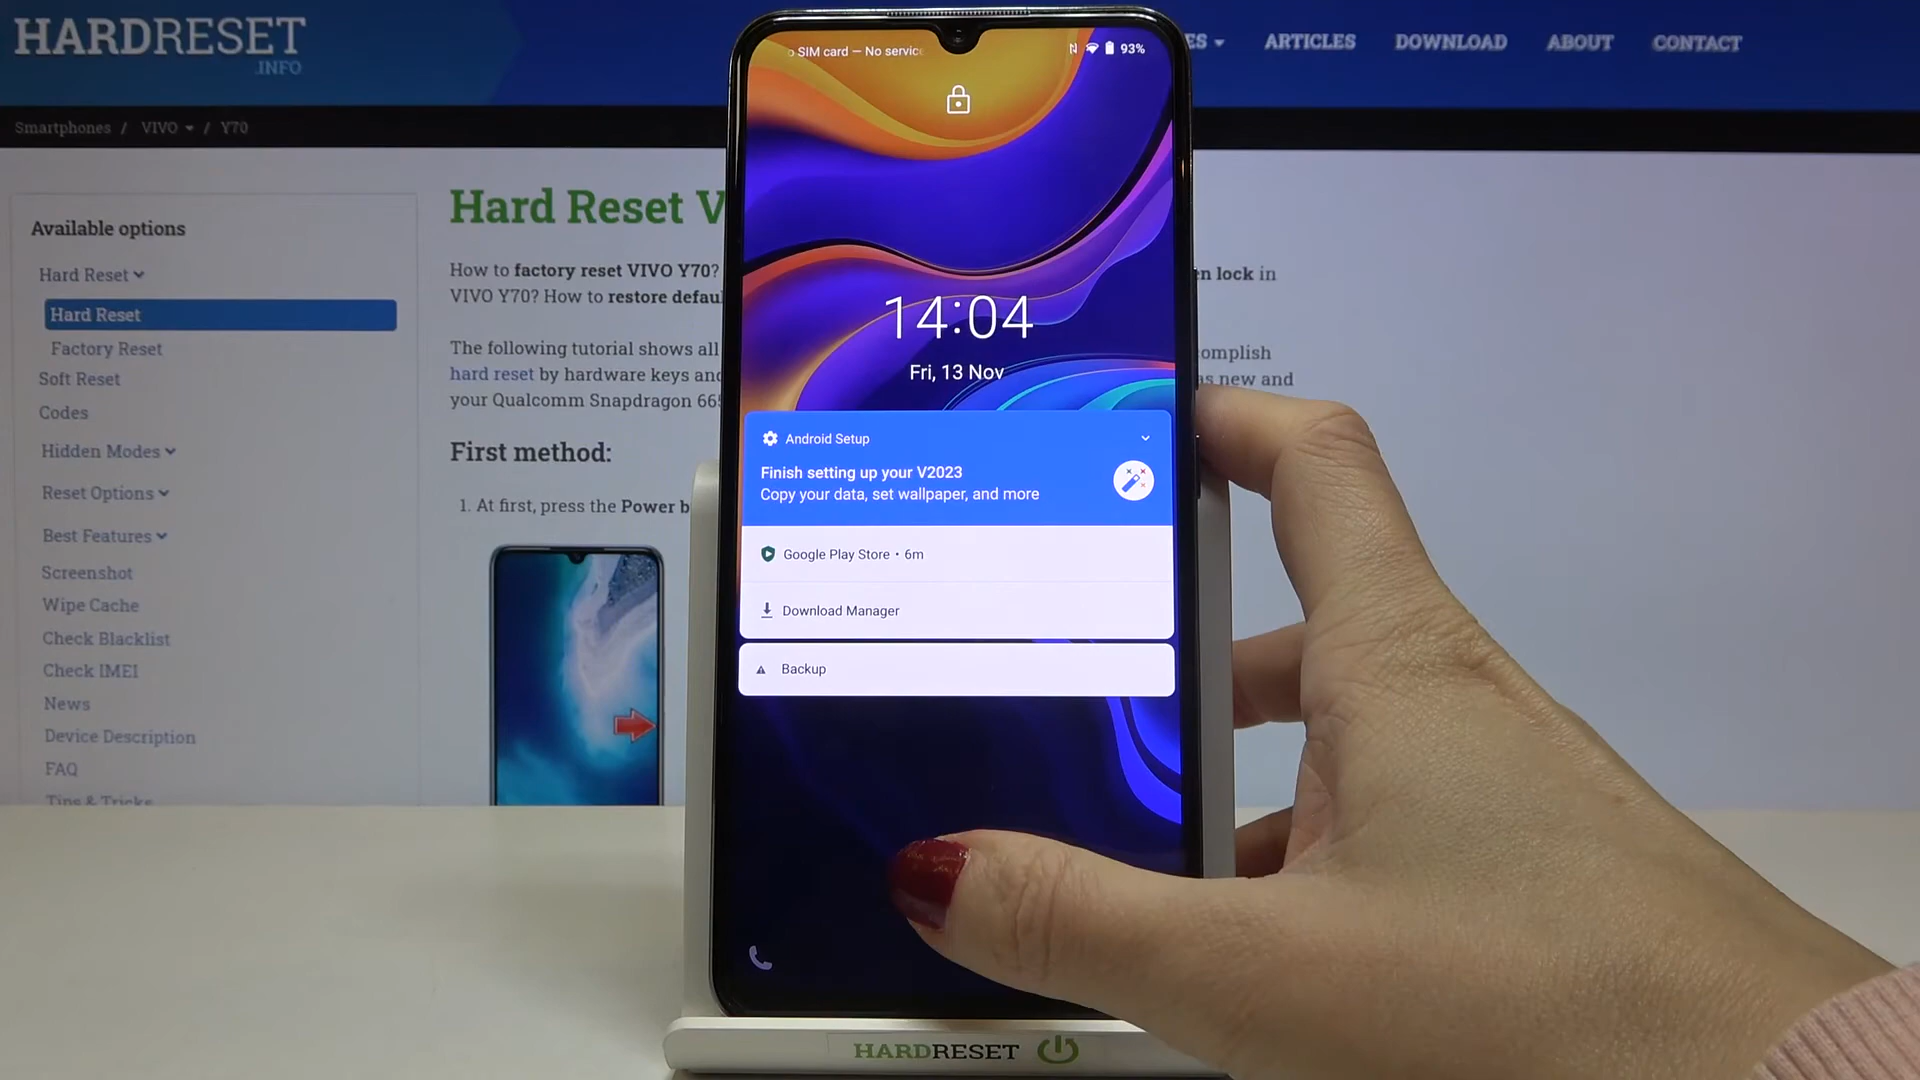 HARDRESET
.INFO
ARTICLES
DOWNLOAD
ABOUT
CONTACT
Smartphones / VIVO / Y70
Available options
Hard Reset
Hard Reset
Factory Reset
Soft Reset
Codes
Hidden Modes
Reset Options
Best Features
Screenshot
Wipe Cache
Check Blacklist
Check IMEI
News
Device Description
FAQ
Tips & Tricks
Hard Reset V
How to factory reset VIVO Y70?
VIVO Y70? How to restore
lock in
The following tutorial shows all
hard reset by hardware keys
as new and
your Qualcomm Snapdragon
First method:
1. At first, press the Power
SIM card — No
93%
14:04
Fri, 13 Nov
Android Setup
Finish setting up your V2023
Copy your data, set wallpaper, and more
Google Play Store • 6m
Download Manager
Backup
HARDRESET